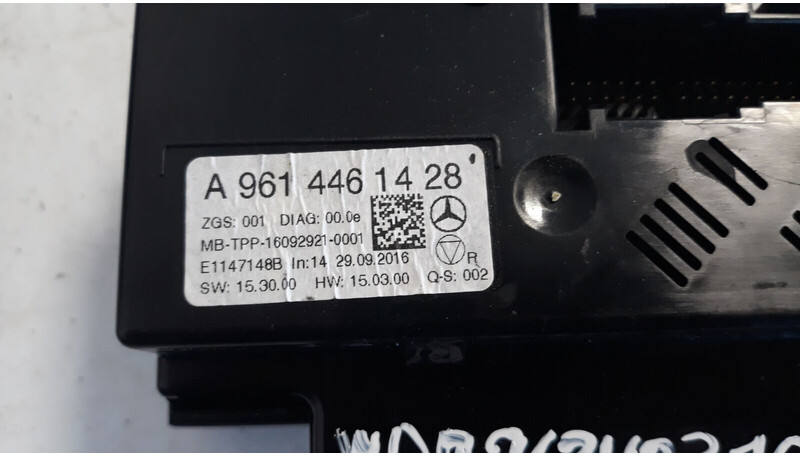 A 961 446 14 28
ZGS: 001 DIAG: 00.0e
MB-TPP-16092921-0001
E1147148B In:14 29.09.2016
R
SW: 15.30.00 HW: 15.03.00 Q-S: 002